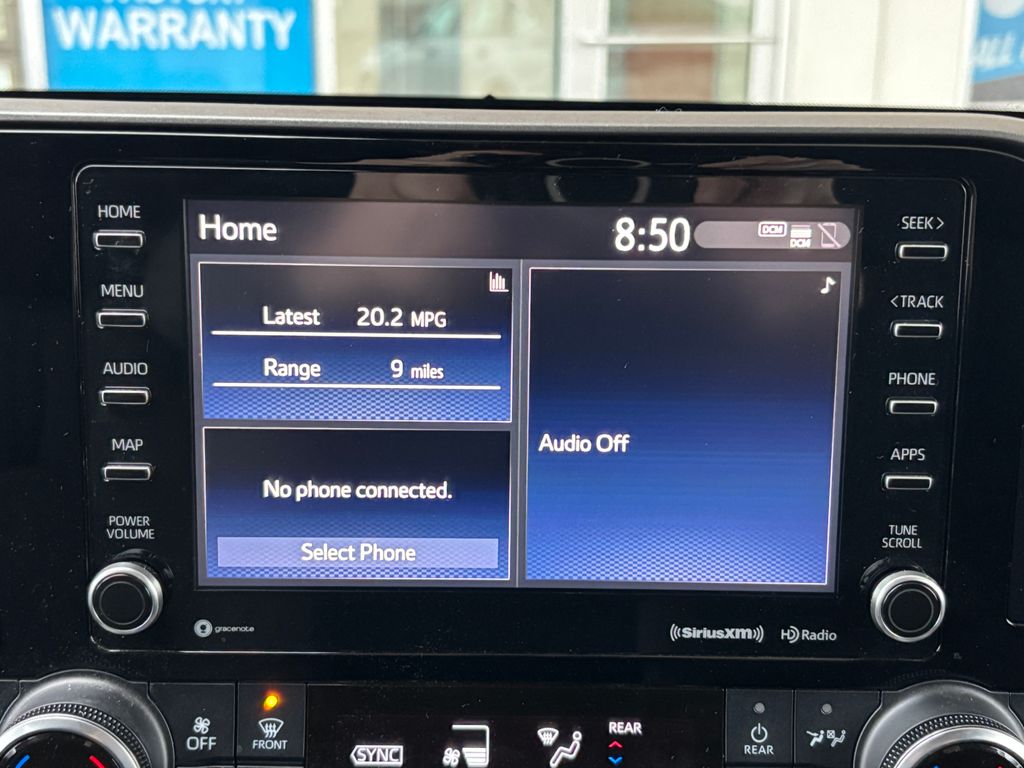 WARRANTY
HOME
MENU
AUDIO
MAP
POWER
VOLUME
Home
8:50
DCM
DCM
Latest 20.2 MPG
Range 9 miles
No phone connected.
Select Phone
Audio Off
SEEK >
< TRACK
PHONE
APPS
TUNE
SCROLL
gracenote
((SiriusXM))
HD Radio
OFF
FRONT
SYNC
REAR
REAR